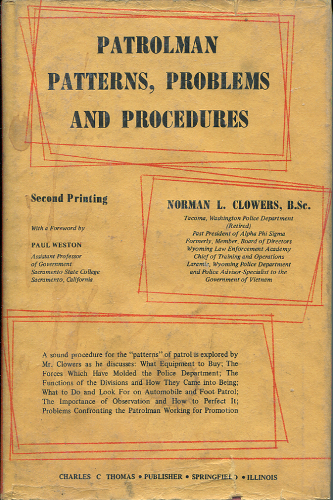 PATROLMAN
PATTERNS, PROBLEMS
AND PROCEDURES
Second Printing
With a Foreword by
PAUL WESTON
Assistant Professor
of Government
Sacramento State College
Sacramento, California
NORMAN L. CLOWERS, B.Sc.
Tacoma, Washington Police Department
(Retired)
Past President of Alpha Phi Sigma
Formerly, Member, Board of Directors
Wyoming Law Enforcement Academy
Chief of Training and Operations
Laramie, Wyoming Police Department
and Police Advisor-Specialist to the
Government of Vietnam
A sound procedure for the "patterns" of patrol is explored by
Mr. Clowers as he discusses: What Equipment to Buy; The
Forces Which Have Molded the Police Department; The
Functions of the Divisions and How They Came into Being;
What to Do and Look For on Automobile and Foot Patrol;
The Importance of Observation and How to Perfect It;
Problems Confronting the Patrolman Working for Promotion
CHARLES C THOMAS • PUBLISHER • SPRINGFIELD • ILLINOIS